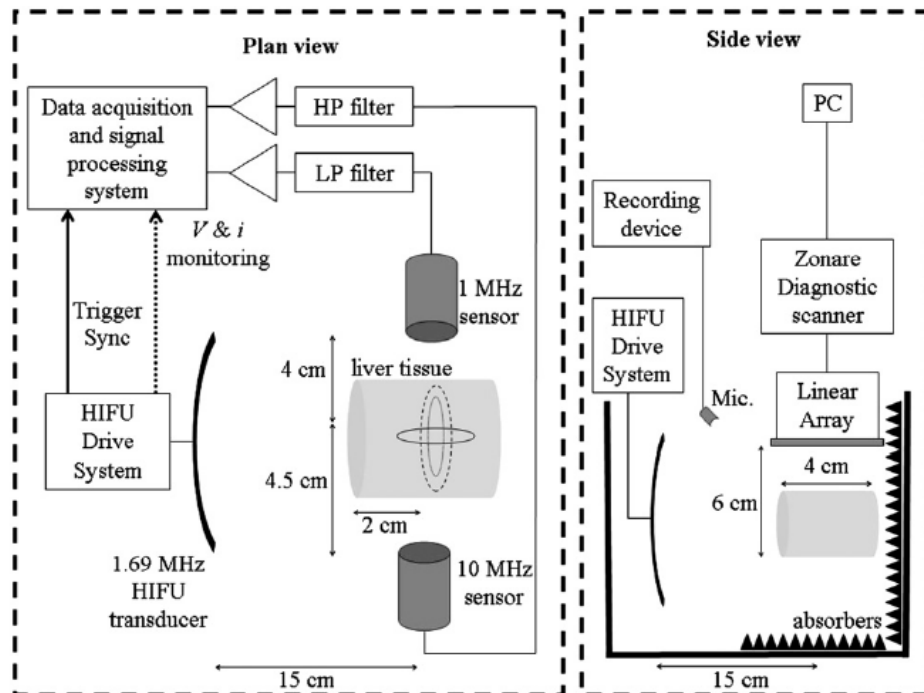 Plan view
Data acquisition
and signal
processing
system
HP filter
LP filter
V & i
monitoring
Trigger
Sync
1 MHz
sensor
4 cm
liver tissue
HIFU
Drive
System
4.5 cm
2 cm
1.69 MHz
HIFU
transducer
10 MHz
sensor
15 cm
Side view
PC
Recording
device
Zonare
Diagnostic
scanner
HIFU
Drive
System
Mic.
Linear
Array
4 cm
6 cm
absorbers
15 cm